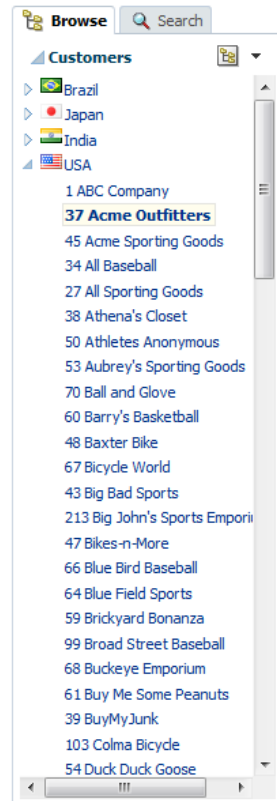 Browse Search
Customers
Brazil
Japan
India
USA
1 ABC Company
37 Acme Outfitters
45 Acme Sporting Goods
34 All Baseball
27 All Sporting Goods
38 Athena's Closet
50 Athletes Anonymous
53 Aubrey's Sporting Goods
70 Ball and Glove
60 Barry's Basketball
48 Baxter Bike
67 Bicycle World
43 Big Bad Sports
213 Big John's Sports Empori
47 Bikes-n-More
66 Blue Bird Baseball
64 Blue Field Sports
59 Brickyard Bonanza
99 Broad Street Baseball
68 Buckeye Emporium
61 Buy Me Some Peanuts
39 BuyMyJunk
103 Colma Bicycle
54 Duck Duck Goose